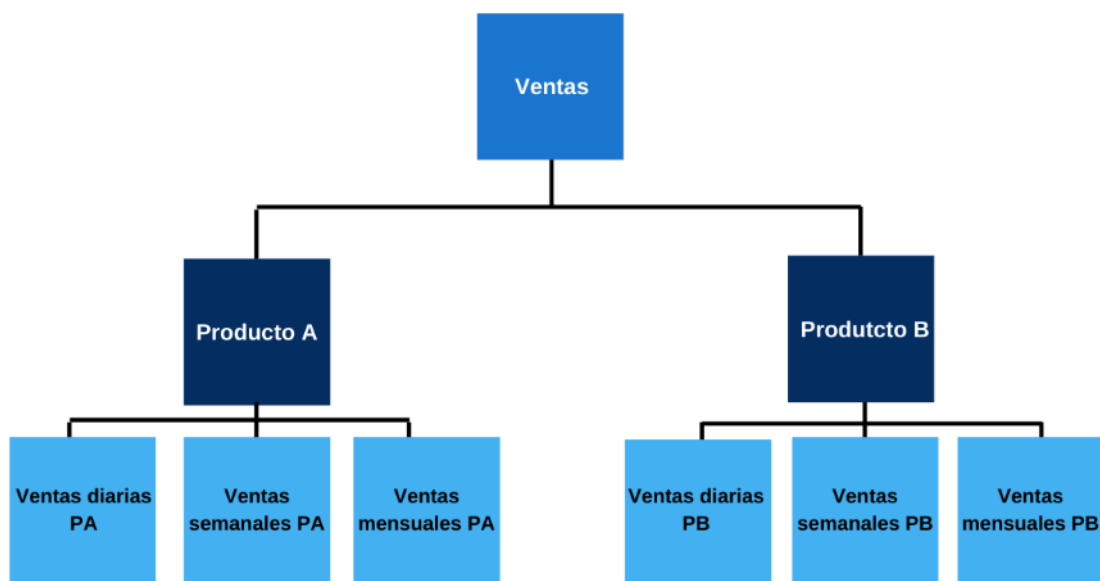 Ventas
Producto A
Produtcto B
Ventas diarias
PA
Ventas
semanales PA
Ventas
mensuales PA
Ventas diarias
PB
Ventas
semanales PB
Ventas
mensuales PB